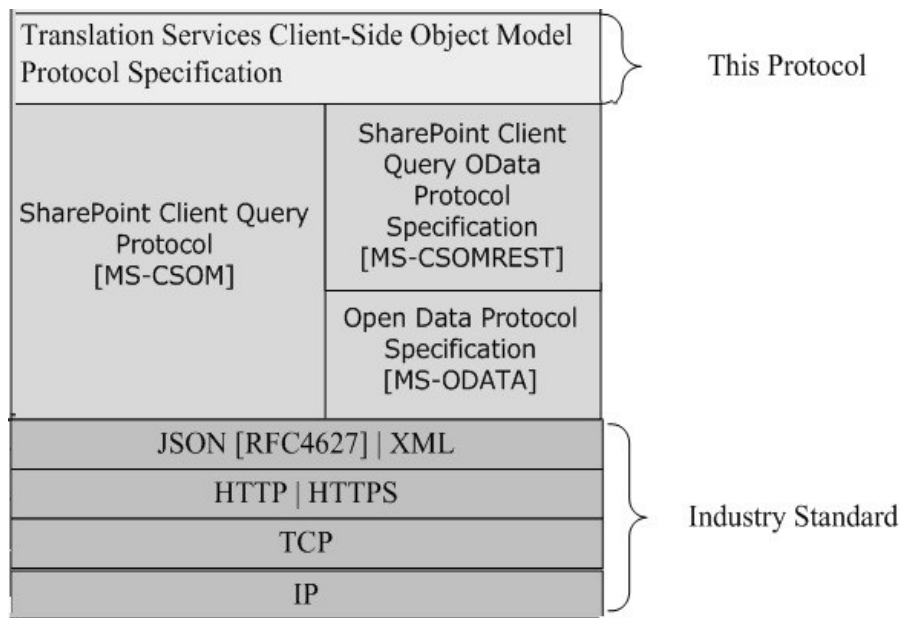 Translation Services Client-Side Object Model
Protocol Specification
This Protocol
SharePoint Client Query
Protocol
[MS-CSOM]
SharePoint Client
Query OData
Protocol
Specification
[MS-CSOMREST]
Open Data Protocol
Specification
[MS-ODATA]
JSON [RFC4627] | XML
HTTP | HTTPS
TCP
IP
Industry Standard